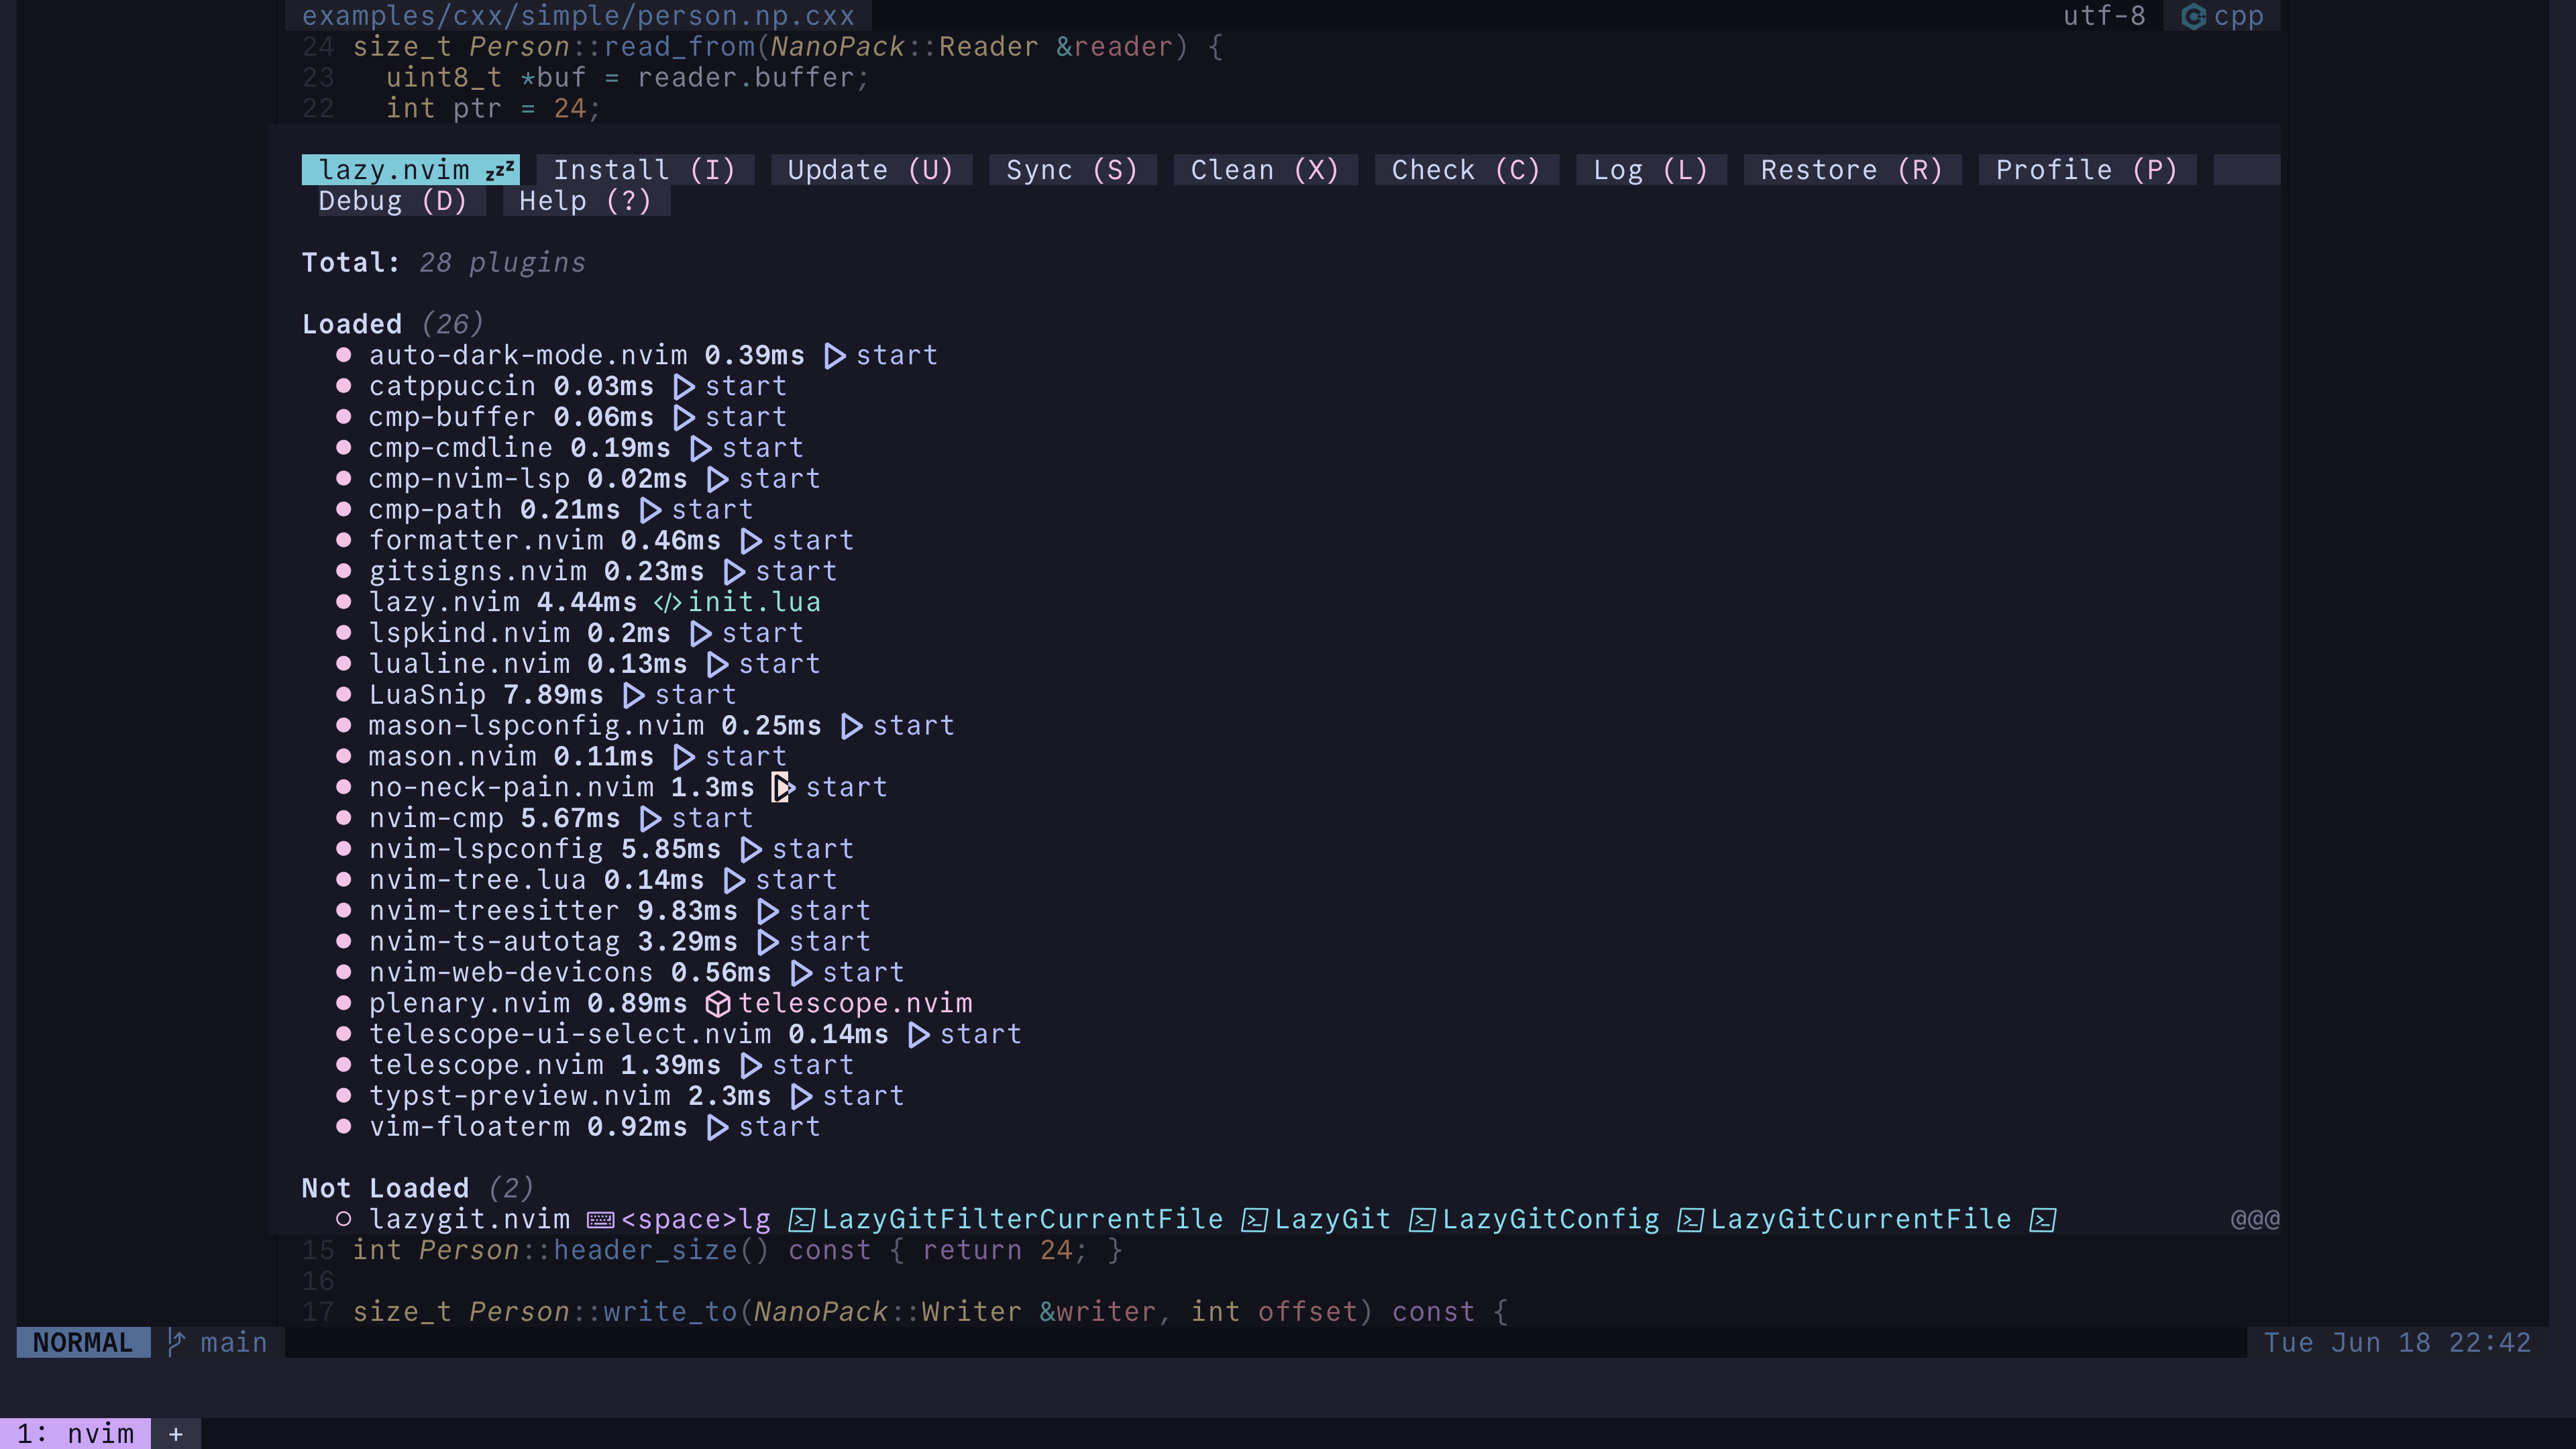 examples/cxx/simple/person.np.cxx utf-8 cpp
24 size_t Person::read_from(NanoPack::Reader &reader) {
23 uint8_t *buf = reader.buffer;
22 int ptr = 24;
lazy.nvim zzz Install (I) Update (U) Sync (S) Clean (X) Check (C) Log (L) Restore (R) Profile (P)
Debug (D) Help (?)
Total: 28 plugins
Loaded (26)
● auto-dark-mode.nvim 0.39ms start
● catppuccin 0.03ms start
● cmp-buffer 0.06ms start
● cmp-cmdline 0.19ms start
● cmp-nvim-lsp 0.02ms start
● cmp-path 0.21ms start
● formatter.nvim 0.46ms start
● gitsigns.nvim 0.23ms start
● lazy.nvim 4.44ms </> init.lua
● lspkind.nvim 0.2ms start
● lualine.nvim 0.13ms start
● LuaSnip 7.89ms start
● mason-lspconfig.nvim 0.25ms start
● mason.nvim 0.11ms start
● no-neck-pain.nvim 1.3ms start
● nvim-cmp 5.67ms start
● nvim-lspconfig 5.85ms start
● nvim-tree.lua 0.14ms start
● nvim-treesitter 9.83ms start
● nvim-ts-autotag 3.29ms start
● nvim-web-devicons 0.56ms start
● plenary.nvim 0.89ms telescope.nvim
● telescope-ui-select.nvim 0.14ms start
● telescope.nvim 1.39ms start
● typst-preview.nvim 2.3ms start
● vim-floaterm 0.92ms start
Not Loaded (2)
○ lazygit.nvim <space>lg LazyGitFilterCurrentFile LazyGit LazyGitConfig LazyGitCurrentFile @@@
15 int Person::header_size() const { return 24; }
16
17 size_t Person::write_to(NanoPack::Writer &writer, int offset) const {
NORMAL main Tue Jun 18 22:42
1: nvim +